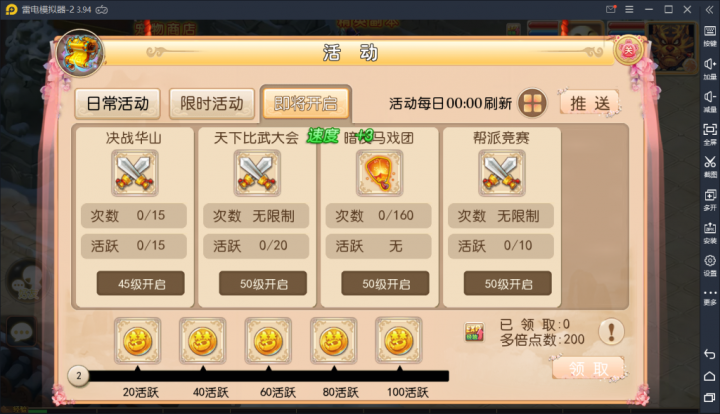 雷电模拟器-2 3.94
活 动
日常活动 限时活动 即将开启 活动每日00:00刷新 推 送
速度 +3
决战华山 天下比武大会 马戏团 帮派竞赛
次数 0/15 次数 无限制 次数 0/160 次数 无限制
活跃 0/15 活跃 0/20 活跃 无 活跃 0/10
45级开启 50级开启 50级开启 50级开启
已 领 取:0
多倍点数:200
领 取
2
20活跃 40活跃 60活跃 80活跃 100活跃
按键
加量
减量
全屏
截图
多开
安装
设置
更多